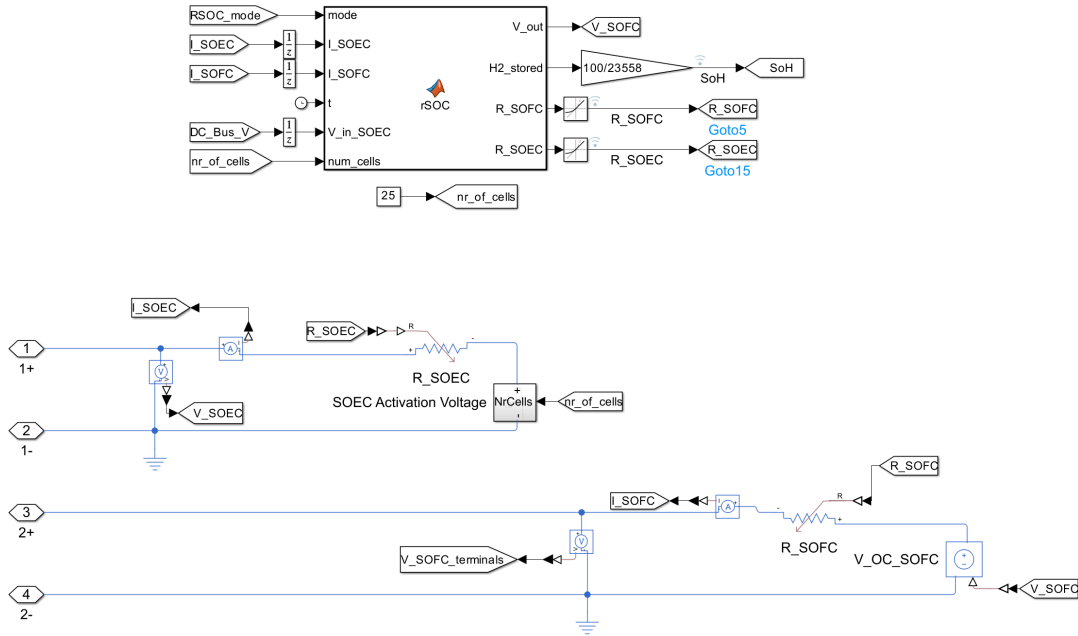 RSOC_mode
mode
V_out
V_SOFC
I_SOEC
1
z
I_SOEC
I_SOFC
1
z
I_SOFC
H2_stored
100/23558
SoH
SoH
rSOC
t
R_SOFC
R_SOFC
R_SOFC
Goto5
DC_Bus_V
1
z
V_in_SOEC
R_SOEC
R_SOEC
R_SOEC
Goto15
nr_of_cells
num_cells
25
nr_of_cells
I_SOEC
R_SOEC
R
1
1+
A
+
I
-
+
-
R_SOEC
V
+
V_SOEC
SOEC Activation Voltage
+
NrCells
-
nr_of_cells
2
1-
R_SOFC
I_SOFC
I
A
+
R
3
2+
-
+
R_SOFC
V
+
V_SOFC_terminals
V_OC_SOFC
+
-
4
2-
V_SOFC